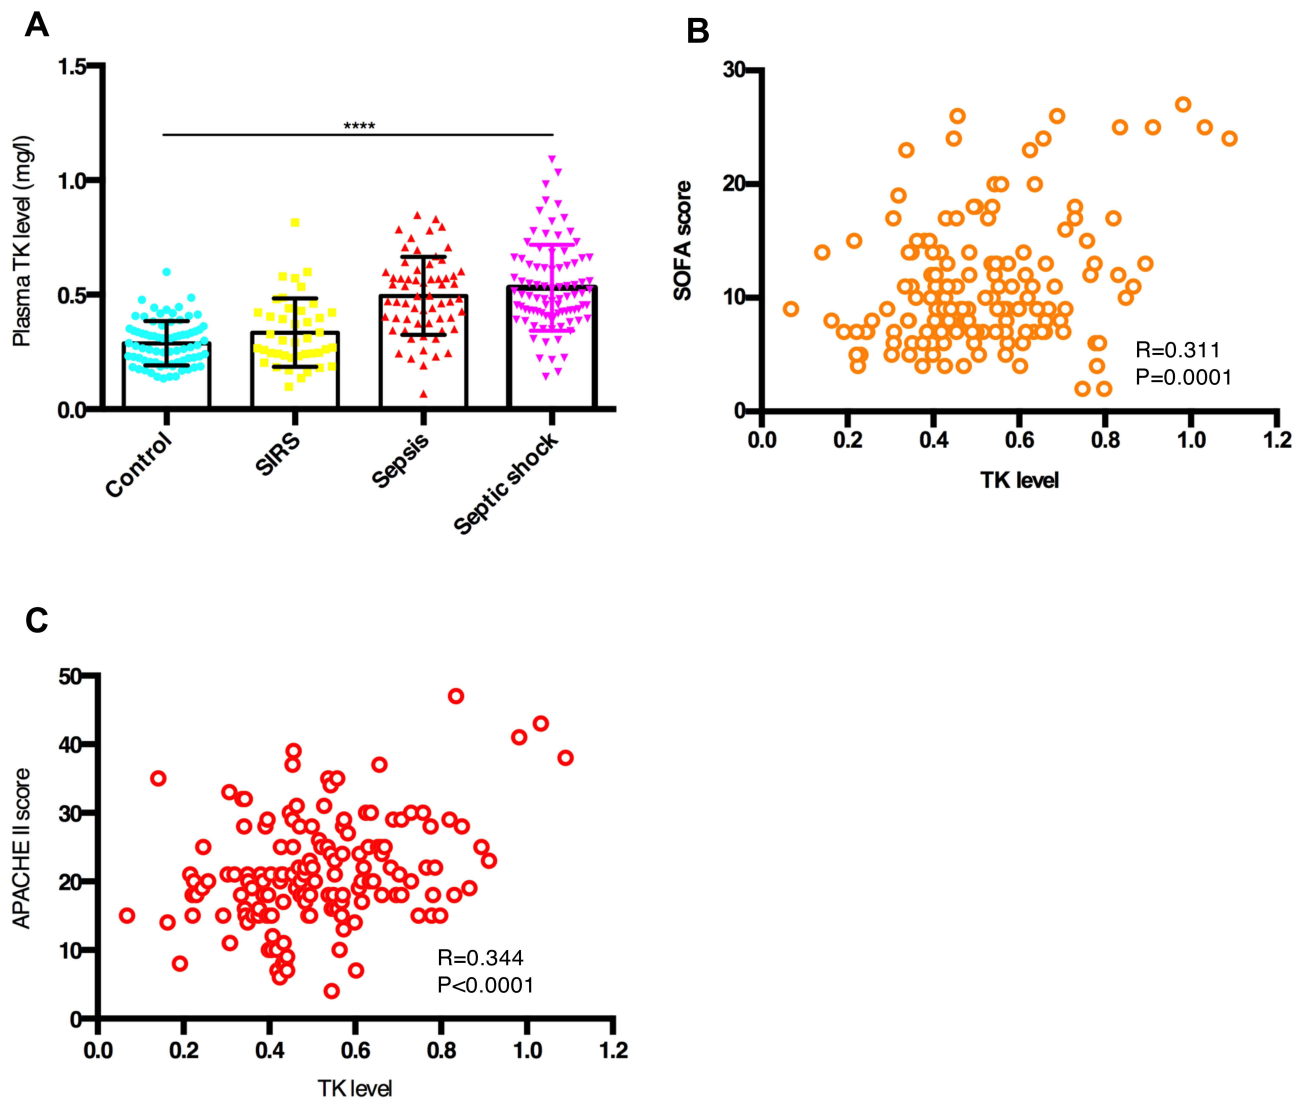 A
Plasma TK level (mg/l)
1.5
1.0
0.5
0.0
****
Control
SIRS
Sepsis
Septic shock
B
SOFA score
30
20
10
0
R=0.311
P=0.0001
0.0 0.2 0.4 0.6 0.8 1.0 1.2
TK level
C
APACHE II score
50
40
30
20
10
0
R=0.344
P<0.0001
0.0 0.2 0.4 0.6 0.8 1.0 1.2
TK level